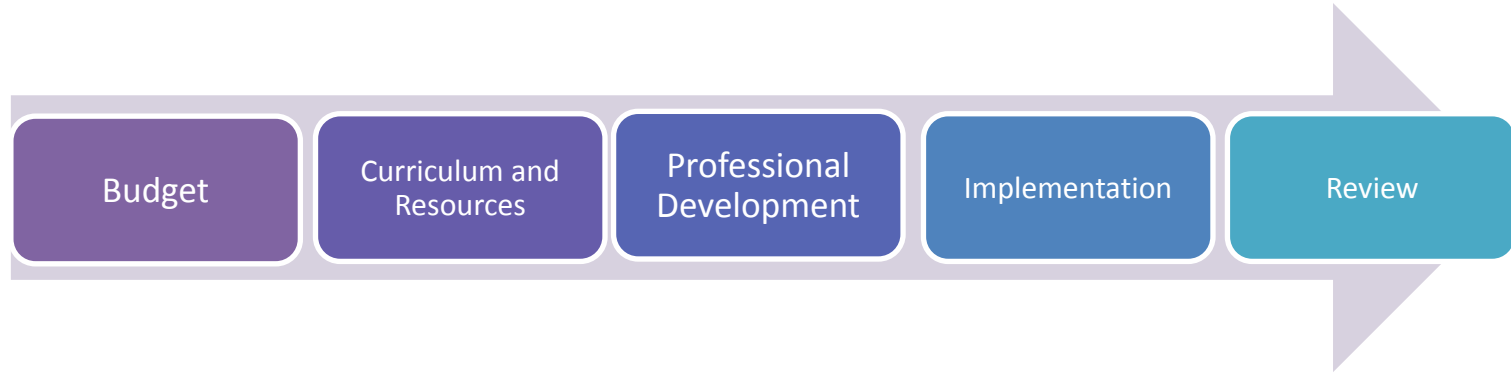 Budget
Curriculum and
Resources
Professional
Development
Implementation
Review